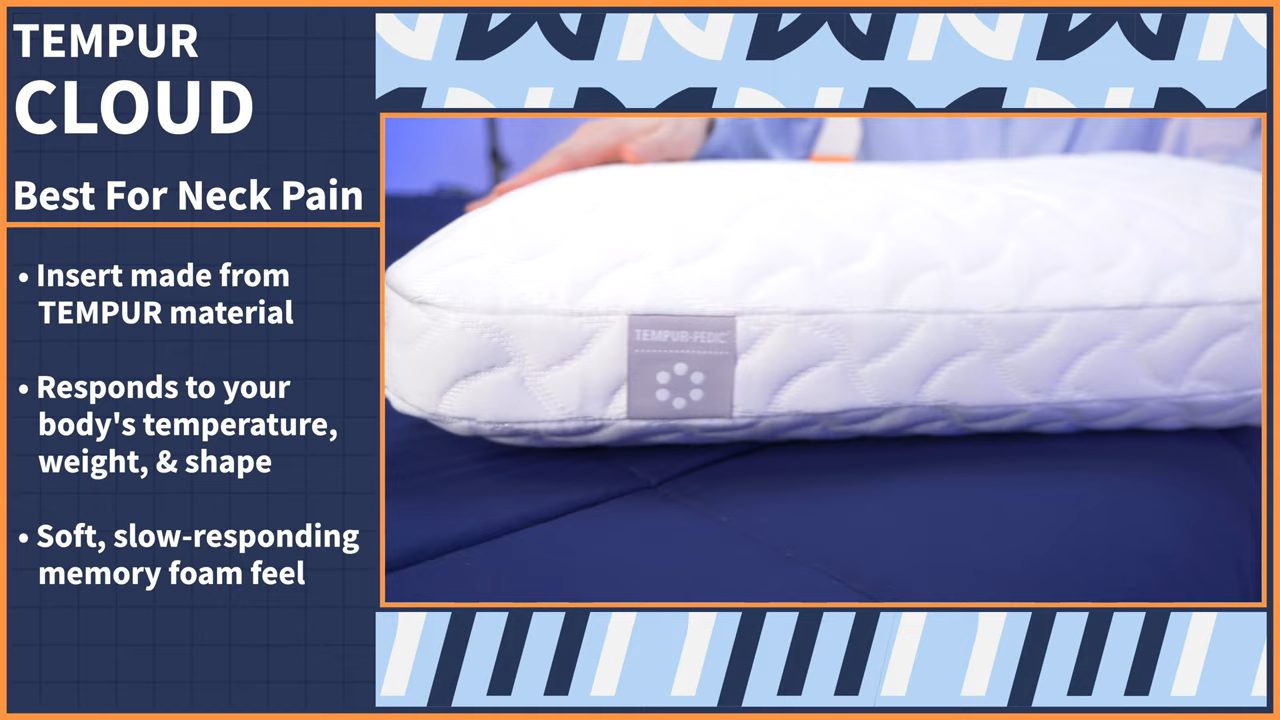 TEMPUR
CLOUD
Best For Neck Pain
• Insert made from
TEMPUR material
• Responds to your
body's temperature,
weight, & shape
• Soft, slow-responding
memory foam feel
TEMPUR-PEDIC